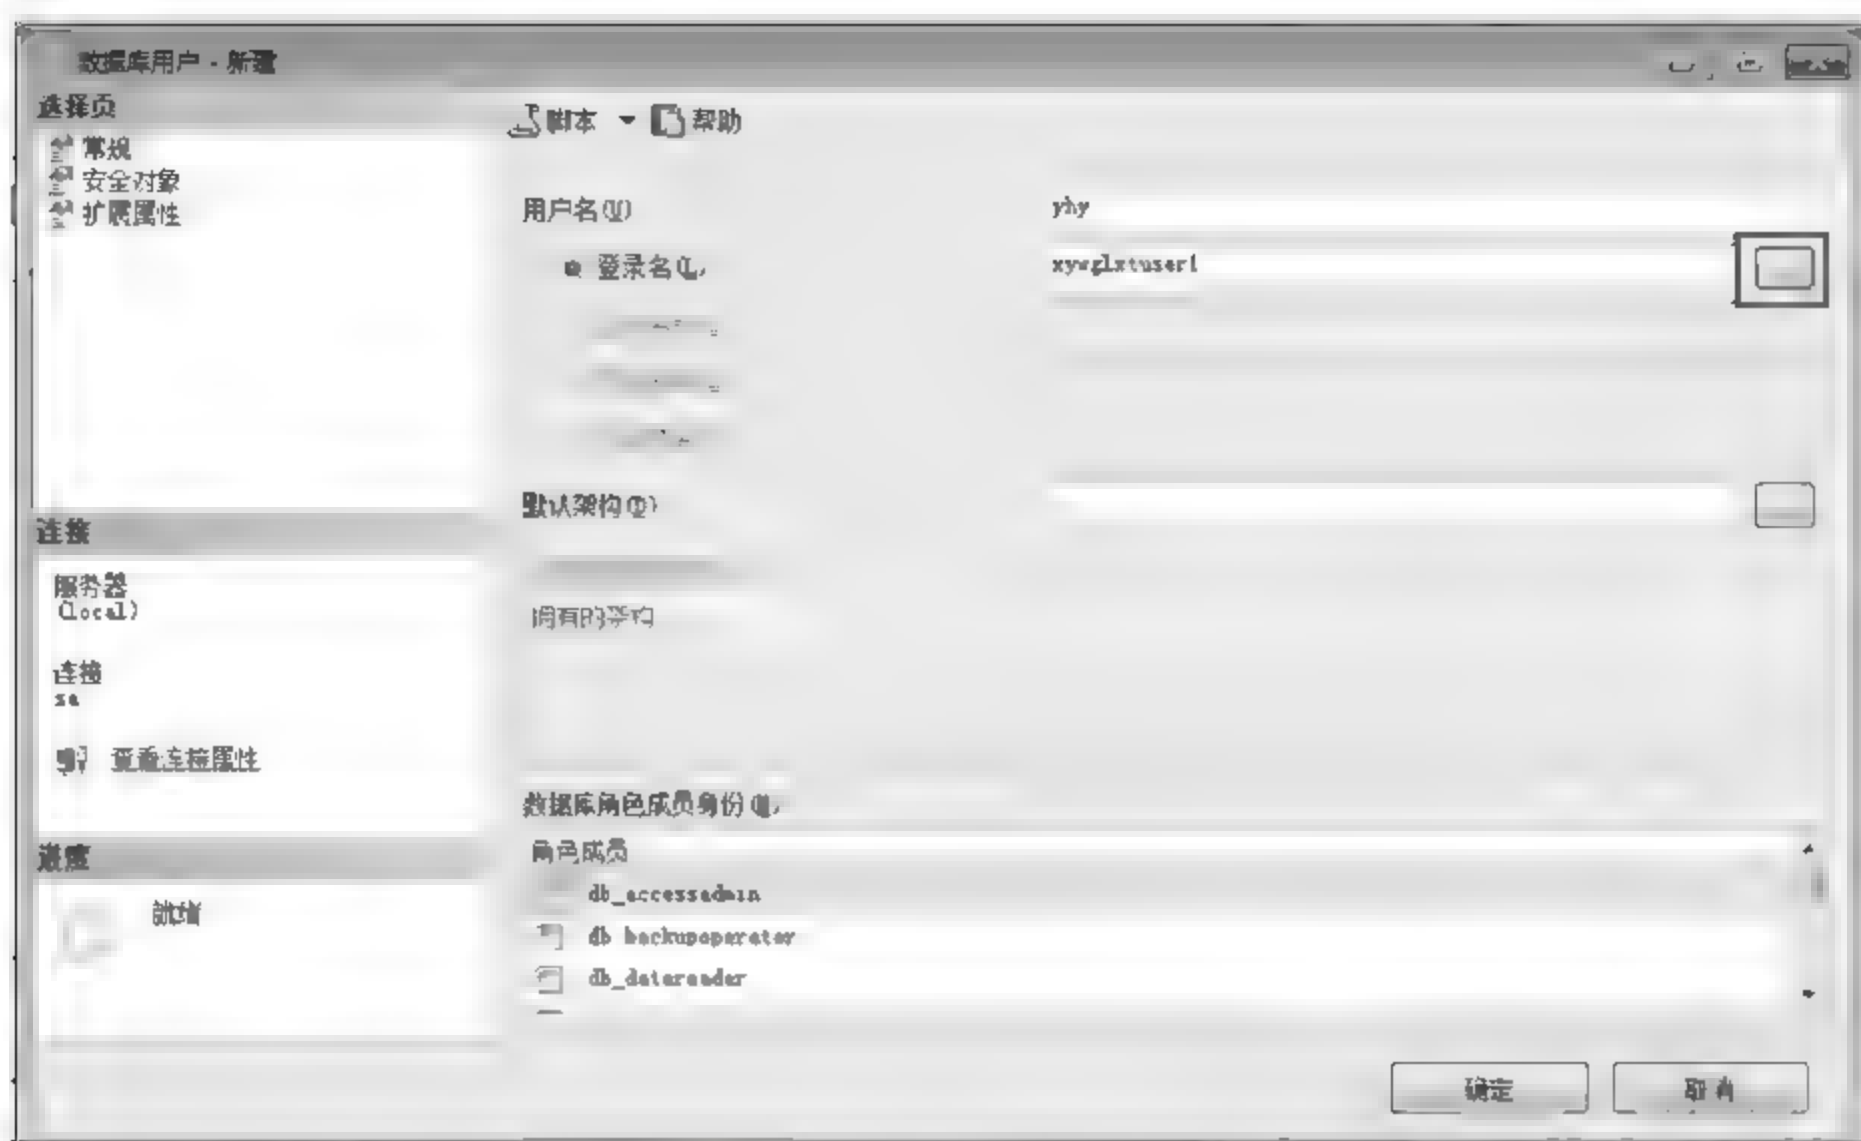 数据库用户 - 新建
选择页
常规
安全对象
扩展属性
脚本 帮助
用户名(U)
yhy
登录名(L)
xywglxtuser1
默认架构(D)
拥有的架构
连接
服务器
(local)
连接
sa
查看连接属性
进度
就绪
数据库角色成员身份(M)
角色成员
db_accessadmin
db_backupoperator
db_datareader
确定
取消